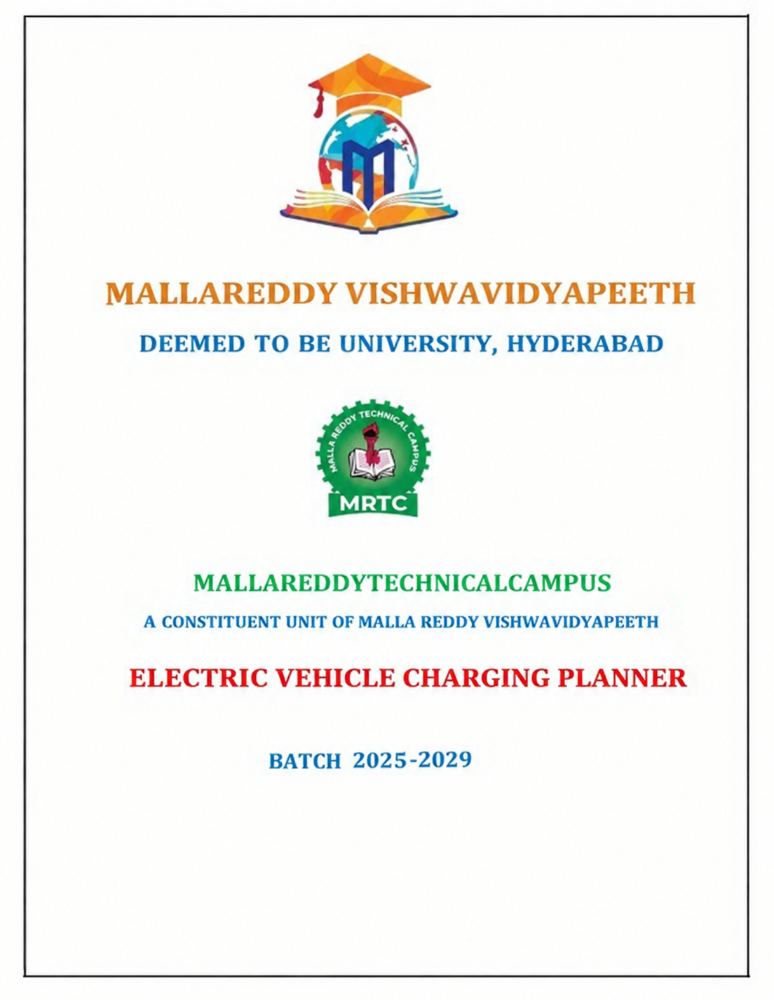 M
MALLAREDDY VISHWAVIDYAPEETH
DEEMED TO BE UNIVERSITY, HYDERABAD
MALLA REDDY TECHNICAL CAMPUS
MRTC
MALLAREDDYTECHNICALCAMPUS
A CONSTITUENT UNIT OF MALLA REDDY VISHWAVIDYAPEETH
ELECTRIC VEHICLE CHARGING PLANNER
BATCH 2025-2029